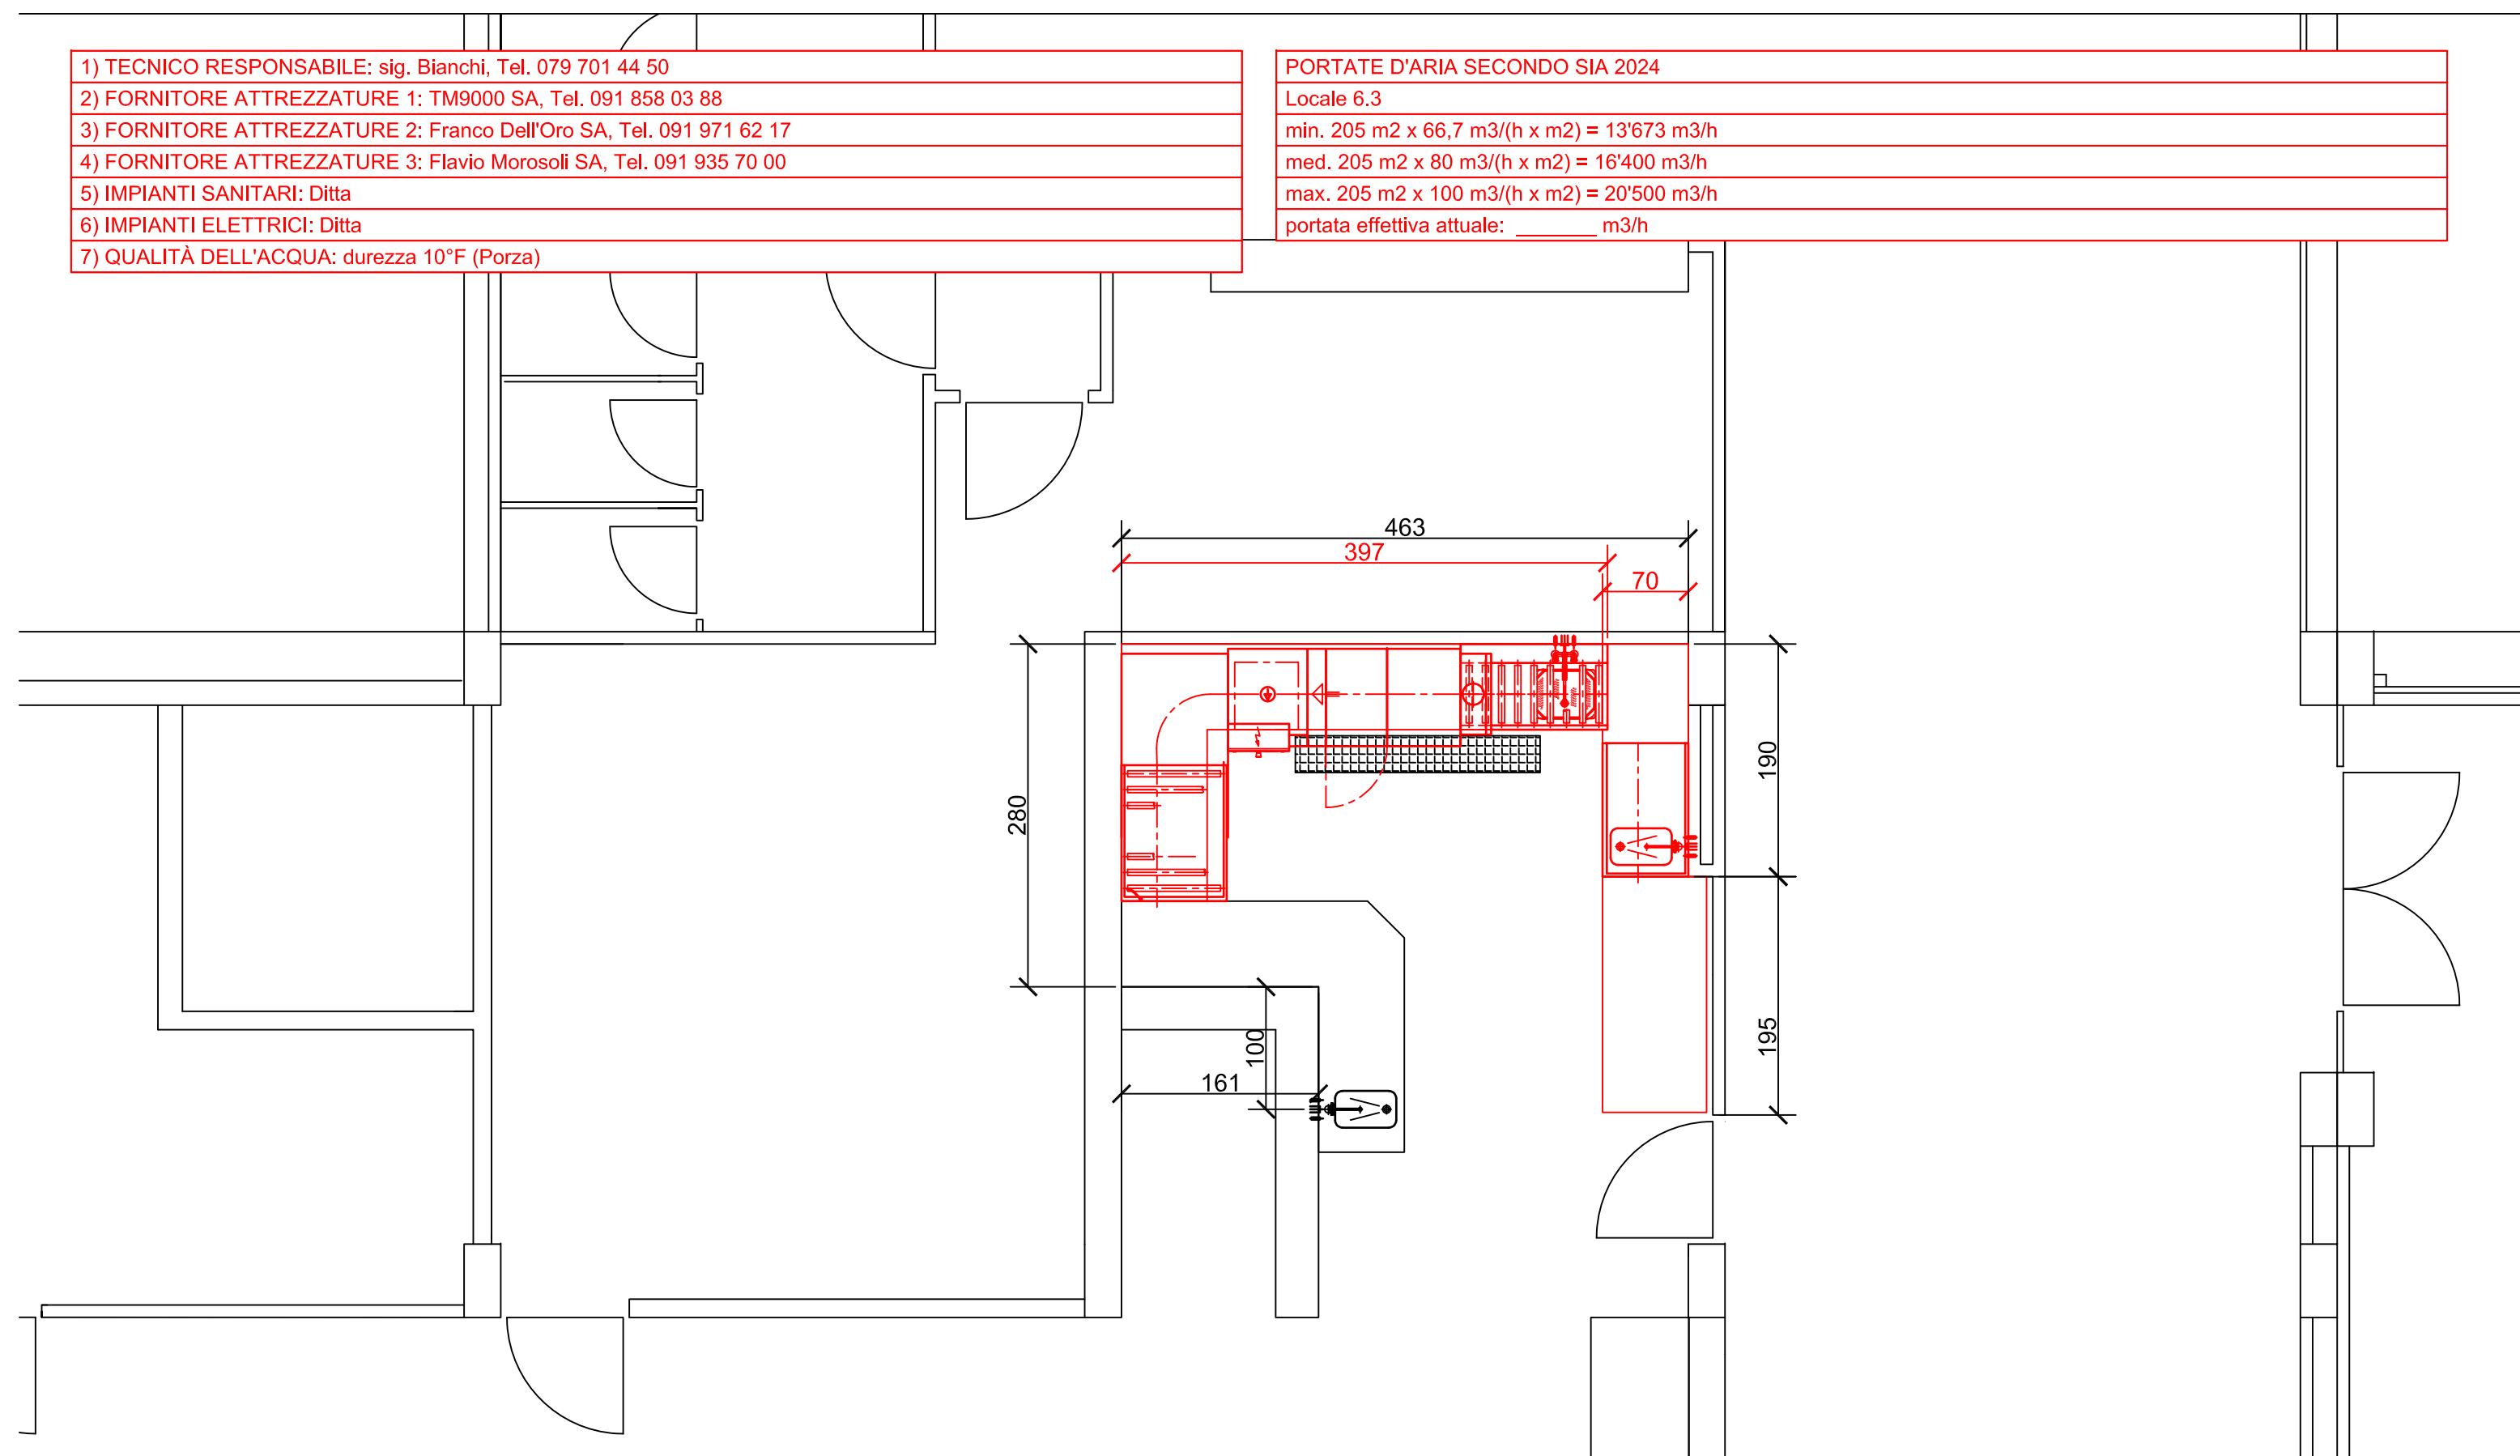 1) TECNICO RESPONSABILE: sig. Bianchi, Tel. 079 701 44 50
2) FORNITORE ATTREZZATURE 1: TM9000 SA, Tel. 091 858 03 88
3) FORNITORE ATTREZZATURE 2: Franco Dell'Oro SA, Tel. 091 971 62 17
4) FORNITORE ATTREZZATURE 3: Flavio Morosoli SA, Tel. 091 935 70 00
5) IMPIANTI SANITARI: Ditta
6) IMPIANTI ELETTRICI: Ditta
7) QUALITÀ DELL'ACQUA: durezza 10°F (Porza)
PORTATE D'ARIA SECONDO SIA 2024
Locale 6.3
min. 205 m2 x 66,7 m3/(h x m2) = 13'673 m3/h
med. 205 m2 x 80 m3/(h x m2) = 16'400 m3/h
max. 205 m2 x 100 m3/(h x m2) = 20'500 m3/h
portata effettiva attuale: _______ m3/h
463
397
70
280
190
195
100
161